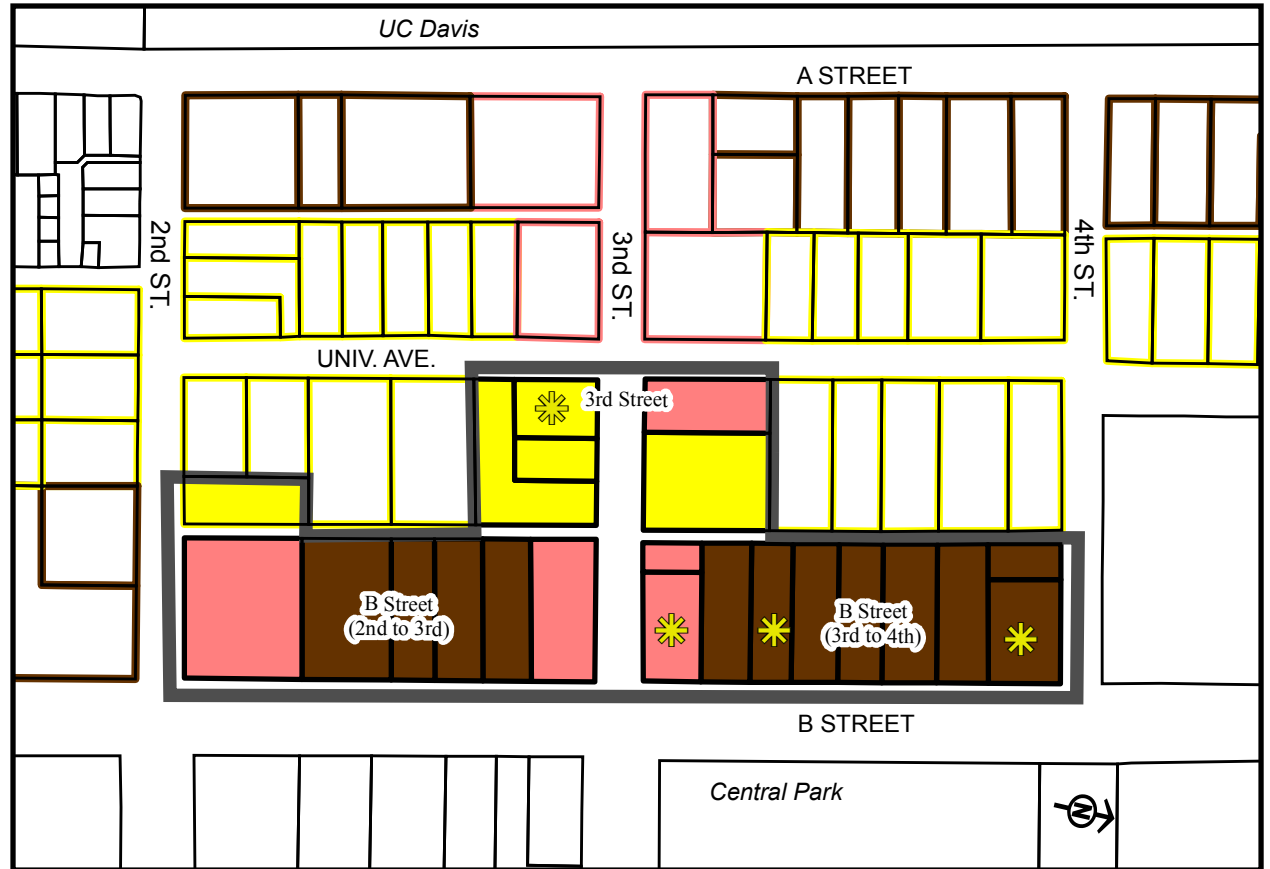 UC Davis
A STREET
2nd ST.
3nd ST.
4th ST.
UNIV. AVE.
3rd Street
B Street
(2nd to 3rd)
B Street
(3rd to 4th)
B STREET
Central Park
N